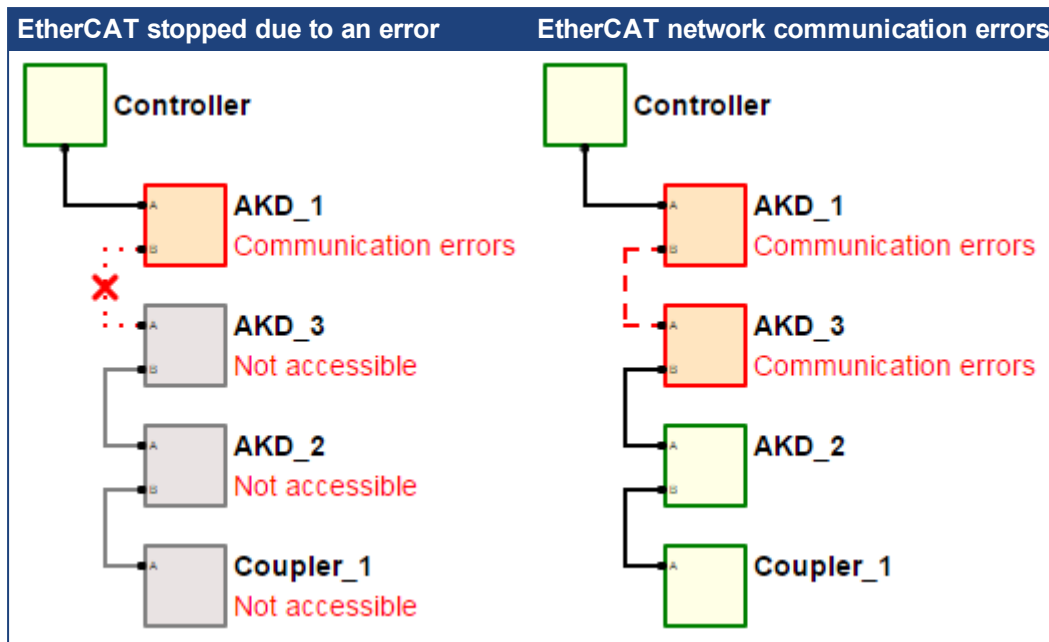 EtherCAT stopped due to an error
EtherCAT network communication errors
Controller
A
AKD_1
B
Communication errors
A
AKD_3
B
Not accessible
A
AKD_2
B
Not accessible
A
Coupler_1
Not accessible
Controller
A
AKD_1
B
Communication errors
A
AKD_3
B
Communication errors
A
AKD_2
B
A
Coupler_1